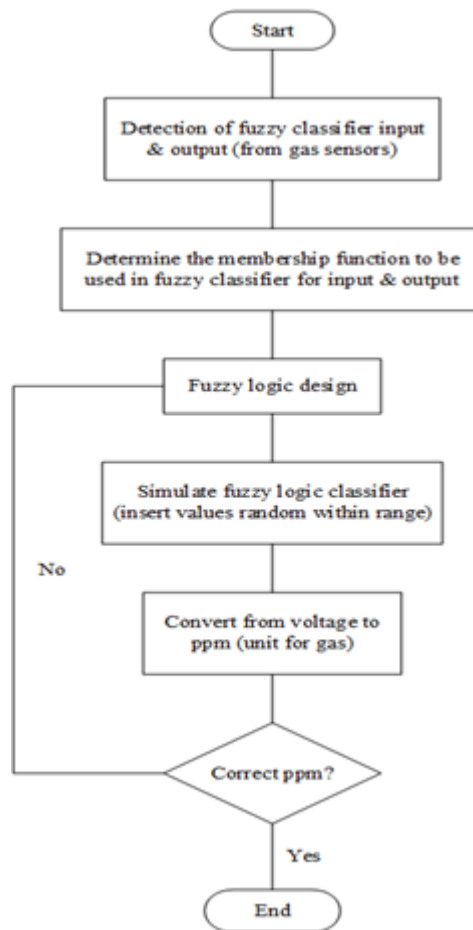 Start
Detection of fuzzy classifier input
& output (from gas sensors)
Determine the membership function to be
used in fuzzy classifier for input & output
Fuzzy logic design
Simulate fuzzy logic classifier
(insert values random within range)
No
Convert from voltage to
ppm (unit for gas)
Correct ppm?
Yes
End